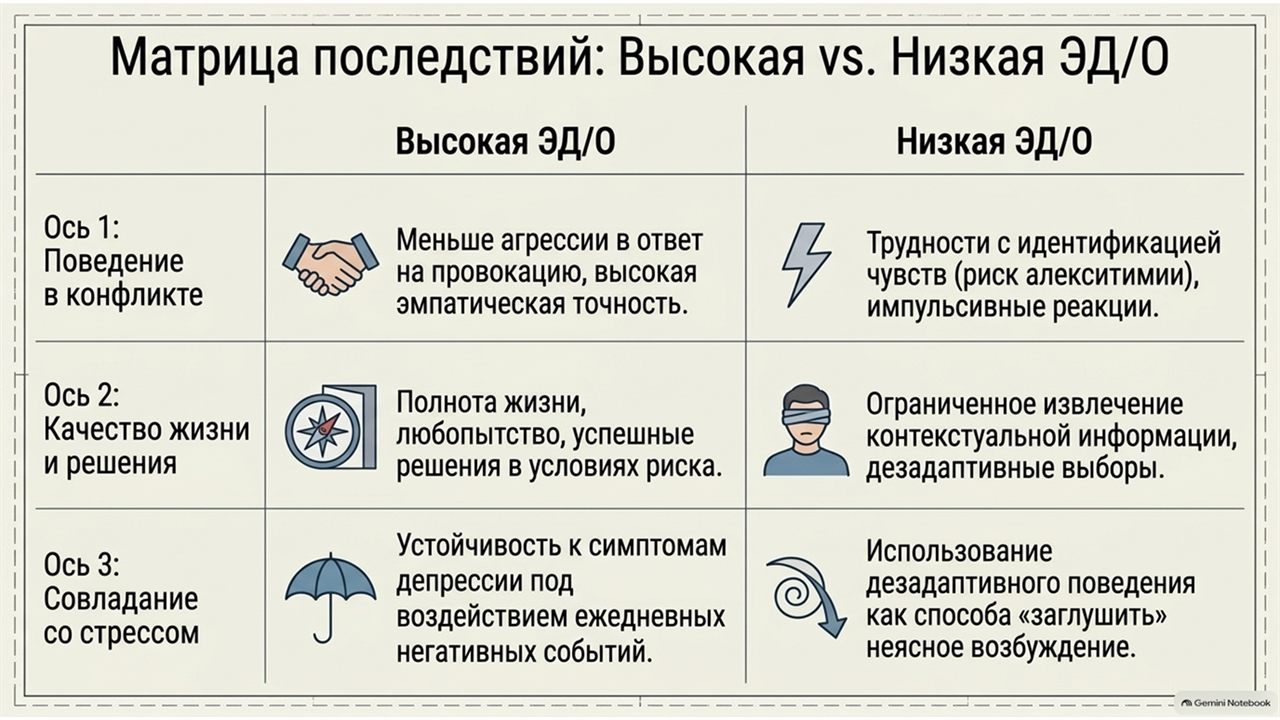 Матрица последствий: Высокая vs. Низкая ЭД/О
Высокая ЭД/О
Низкая ЭД/О
Ось 1:
Поведение
в конфликте
Меньше агрессии в ответ
на провокацию, высокая
эмпатическая точность.
Трудности с идентификацией
чувств (риск алекситимии),
импульсивные реакции.
Ось 2:
Качество жизни
и решения
Полнота жизни,
любопытство, успешные
решения в условиях риска.
Ограниченное извлечение
контекстуальной информации,
дезадаптивные выборы.
Ось 3:
Совладание
со стрессом
Устойчивость к симптомам
депрессии под
воздействием ежедневных
негативных событий.
Использование
дезадаптивного поведения
как способа «заглушить»
неясное возбуждение.
Gemini Notebook